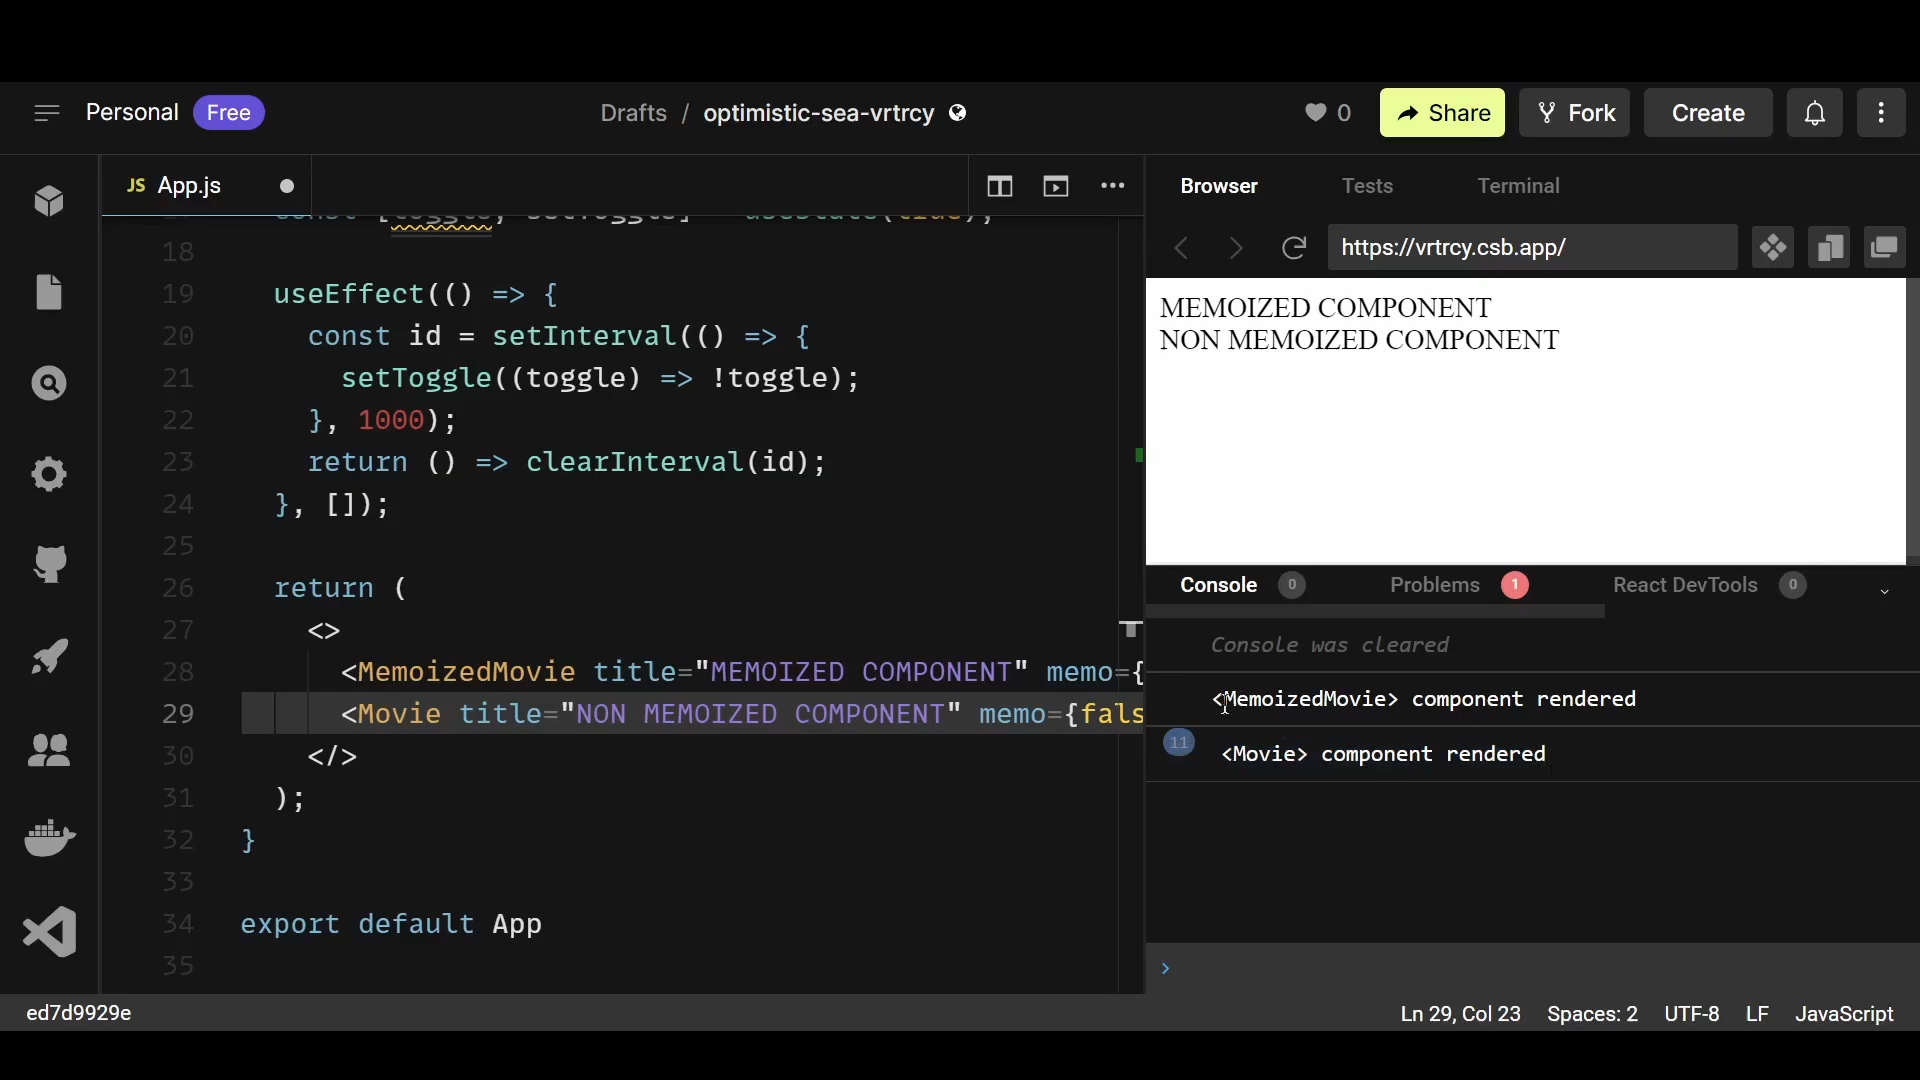 Personal Free
Drafts / optimistic-sea-vrtrcy
0
Share
Fork
Create
JS App.js
Browser
Tests
Terminal
https://vrtrcy.csb.app/
18
19 useEffect(() => {
20 const id = setInterval(() => {
21 setToggle((toggle) => !toggle);
22 }, 1000);
23 return () => clearInterval(id);
24 }, []);
25
26 return (
27 <>
28 <MemoizedMovie title="MEMOIZED COMPONENT" memo={
29 <Movie title="NON MEMOIZED COMPONENT" memo={fals
30 </>
31 );
32 }
33
34 export default App
35
MEMOIZED COMPONENT
NON MEMOIZED COMPONENT
Console 0
Problems 1
React DevTools 0
Console was cleared
<MemoizedMovie> component rendered
11 <Movie> component rendered
ed7d9929e
Ln 29, Col 23
Spaces: 2
UTF-8
LF
JavaScript